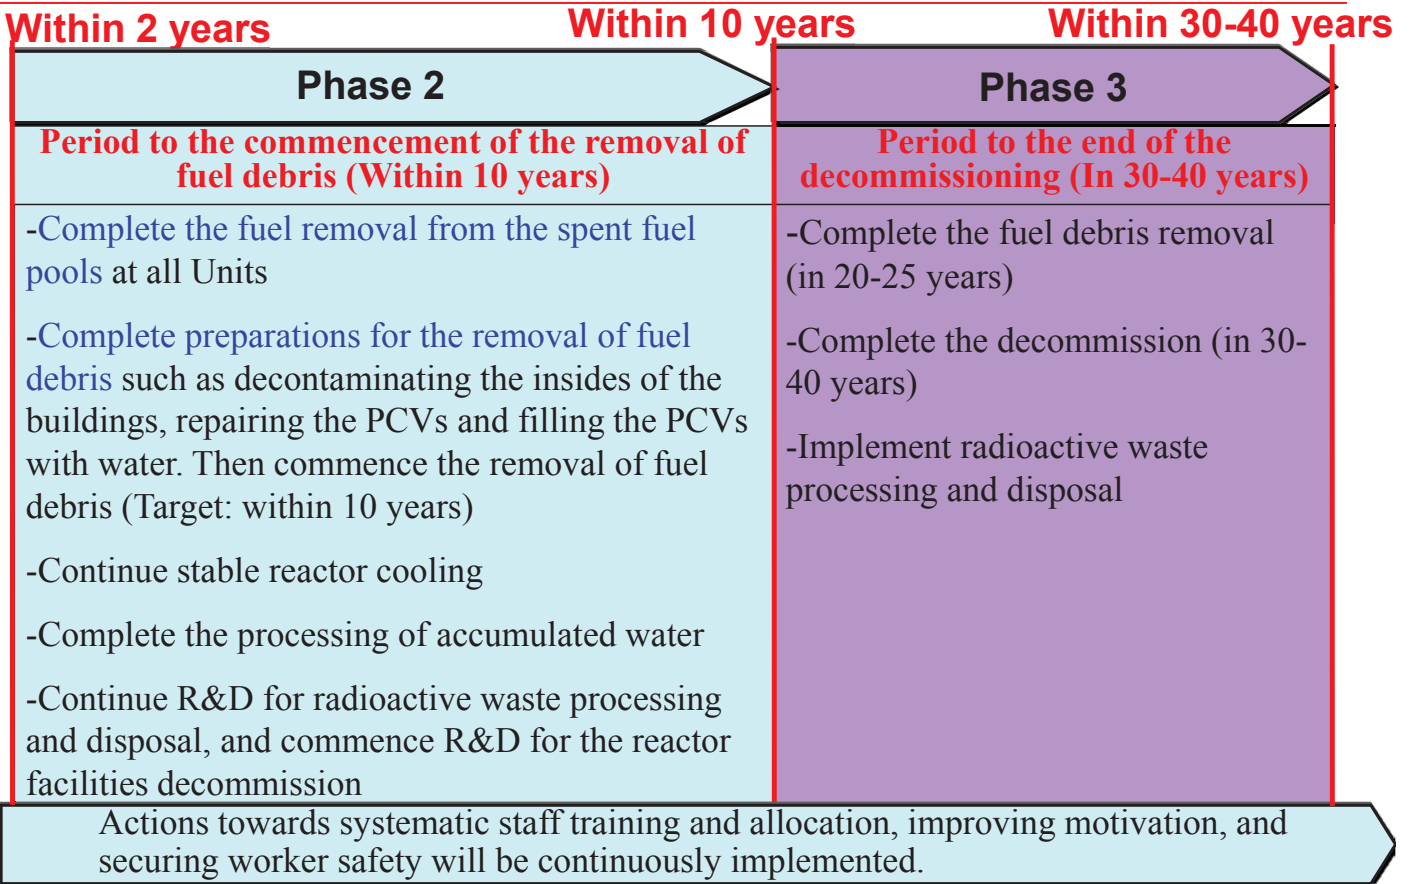 Within 2 years
Within 10 years
Within 30-40 years
Phase 2
Phase 3
Period to the commencement of the removal of
fuel debris (Within 10 years)
-Complete the fuel removal from the spent fuel
pools at all Units
-Complete preparations for the removal of fuel
debris such as decontaminating the insides of the
buildings, repairing the PCVs and filling the PCVs
with water. Then commence the removal of fuel
debris (Target: within 10 years)
-Continue stable reactor cooling
-Complete the processing of accumulated water
-Continue R&D for radioactive waste processing
and disposal, and commence R&D for the reactor
facilities decommission
Period to the end of the
decommissioning (In 30-40 years)
-Complete the fuel debris removal
(in 20-25 years)
-Complete the decommission (in 30-
40 years)
-Implement radioactive waste
processing and disposal
Actions towards systematic staff training and allocation, improving motivation, and
securing worker safety will be continuously implemented.